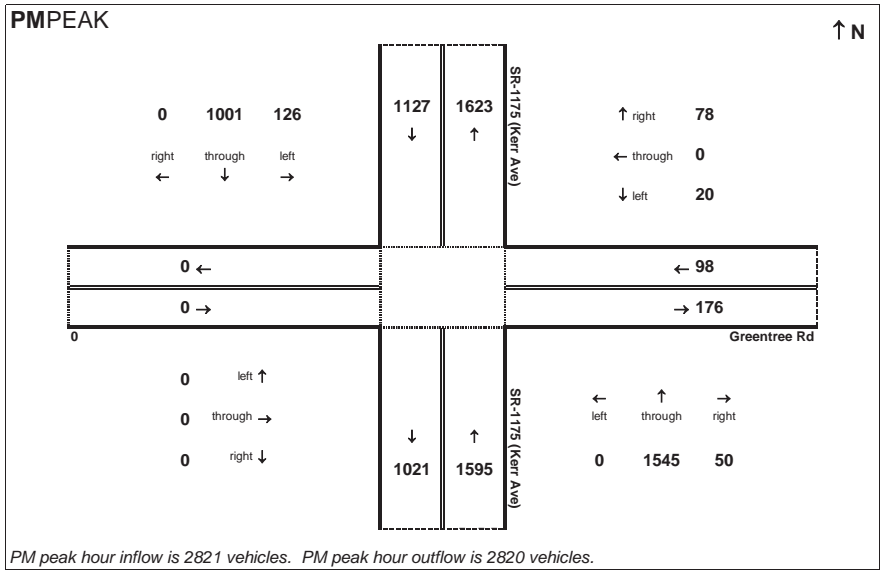 PMPEAK
↑ N
0 1001 126
right through left
← ↓ →
1127 1623
↓ ↑
SR-1175 (Kerr Ave)
↑ right 78
← through 0
↓ left 20
0 ←
← 98
0 →
→ 176
0
Greentree Rd
0 left ↑
0 through →
0 right ↓
↓ ↑
1021 1595
SR-1175 (Kerr Ave)
← ↑ →
left through right
0 1545 50
PM peak hour inflow is 2821 vehicles. PM peak hour outflow is 2820 vehicles.